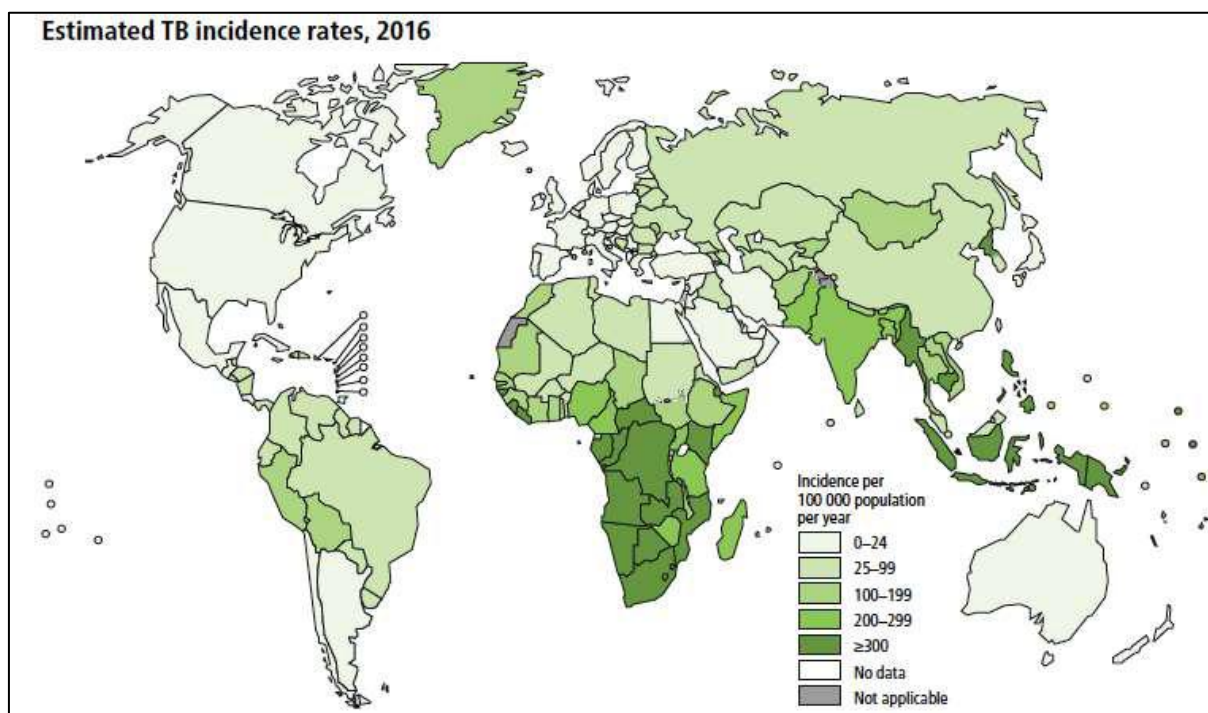 Estimated TB incidence rates, 2016
Incidence per
100 000 population
per year
0–24
25–99
100–199
200–299
≥300
No data
Not applicable